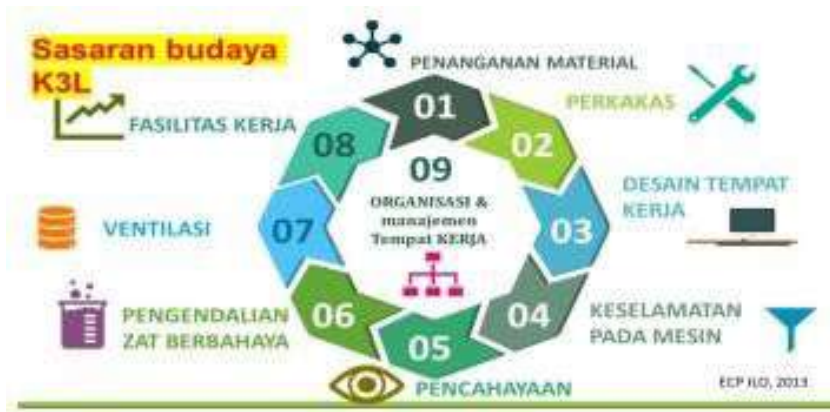 Sasaran budaya
K3L
01
PENANGANAN MATERIAL
02
PERKAKAS
03
DESAIN TEMPAT
KERJA
04
KESELAMATAN
PADA MESIN
05
PENCAHAYAAN
06
PENGENDALIAN
ZAT BERBAHAYA
07
VENTILASI
08
FASILITAS KERJA
09
ORGANISASI &
manajemen
Tempat KERJA
ECP ILO, 2013